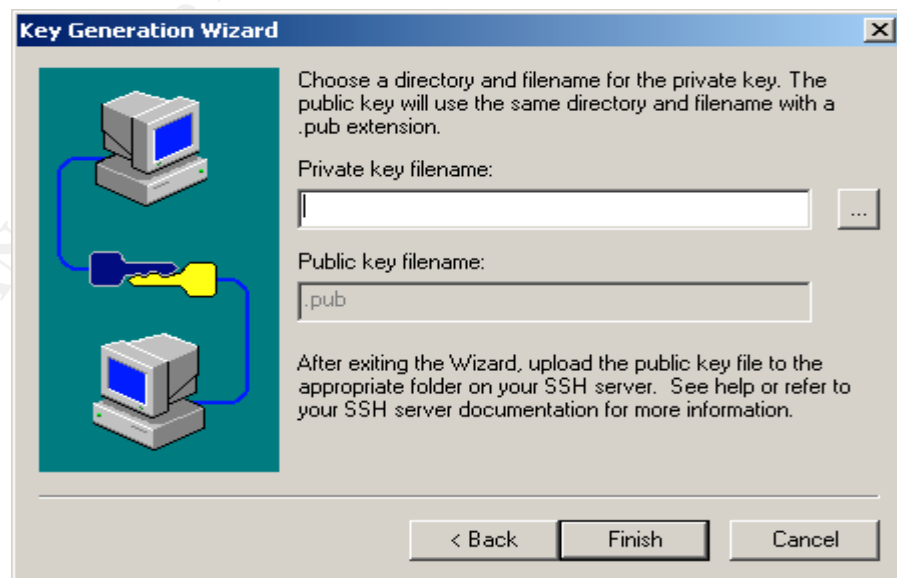 Key Generation Wizard
Choose a directory and filename for the private key. The
public key will use the same directory and filename with a
.pub extension.
Private key filename:
...
Public key filename:
.pub
After exiting the Wizard, upload the public key file to the
appropriate folder on your SSH server. See help or refer to
your SSH server documentation for more information.
< Back
Finish
Cancel